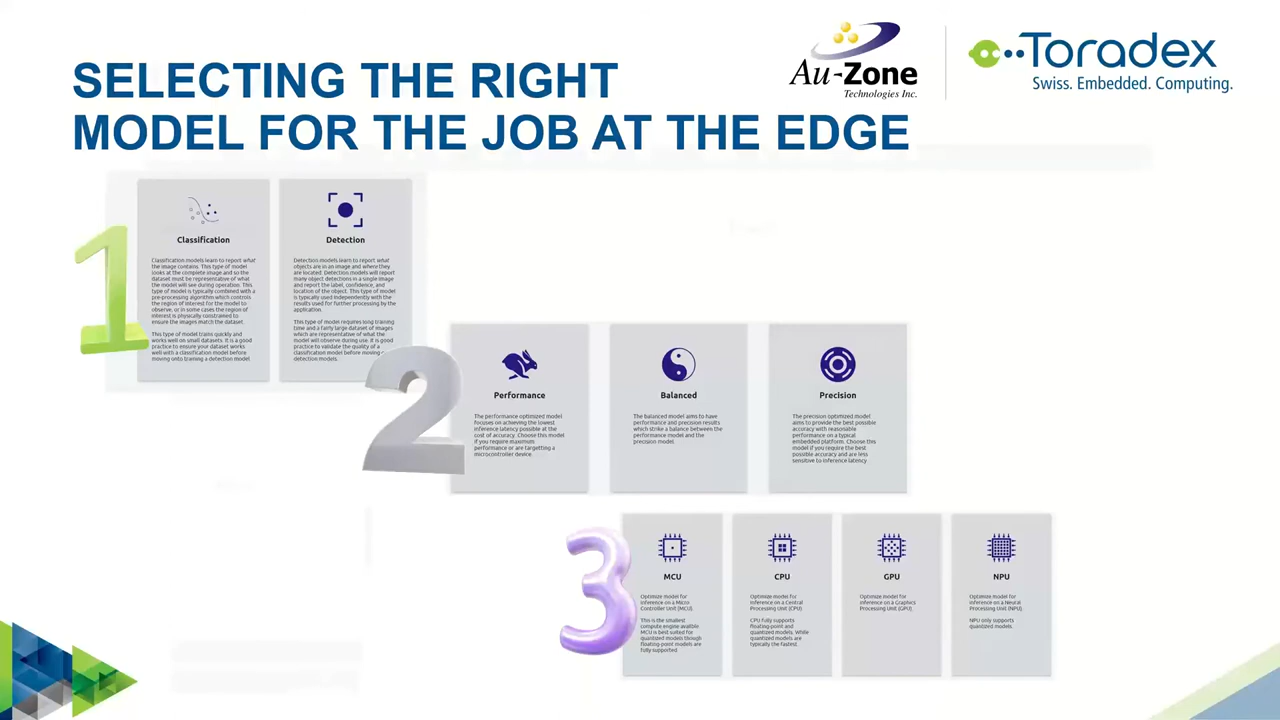 SELECTING THE RIGHT
MODEL FOR THE JOB AT THE EDGE
Au-Zone
Technologies Inc.
Toradex
Swiss. Embedded. Computing.
1
Classification
Classification models learn to report what
the image contains. This type of model
looks at the complete image and so the
dataset must be representative of what
the model will see during operation. This
type of model is typically combined with a
pre-processing algorithm which controls
the region of interest for the model to
observe, or in some cases the region of
interest is physically constrained to
ensure the images match the dataset.
This type of model trains quickly and
works well on small datasets. It is a good
practice to ensure your dataset works
well with a classification model before
moving onto training a detection model.
Detection
Detection models learn to report what
objects are in an image and where they
are located. Detection models will report
many object detections in a single image
and report the label, confidence, and
location of the object. This type of model
is typically used independently with the
results used for further processing by the
application.
This type of model requires long training
time and a fairly large dataset of images
which are representative of what the
model will observe during use. It is good
practice to validate the quality of a
classification model before moving
detection models.
2
Performance
The performance optimized model
focuses on achieving the lowest
inference latency possible at the
cost of accuracy. Choose this model
if you require maximum
performance or are targetting a
microcontroller device.
Balanced
The balanced model aims to have
performance and precision results
which strike a balance between the
performance model and the
precision model.
Precision
The precision optimized model
aims to provide the best possible
accuracy with reasonable
performance on a typical
embedded platform. Choose this
model if you require the best
possible accuracy and are less
sensitive to inference latency
3
MCU
Optimize model for
inference on a Micro
Controller Unit (MCU).
This is the smallest
compute engine availble
MCU is best suited for
quantized models though
floating-point models are
fully supported.
CPU
Optimize model for
inference on a Central
Processing Unit (CPU).
CPU fully supports
floating-point and
quantized models. While
quantized models are
typically the fastest.
GPU
Optimize model for
inference on a Graphics
Processing Unit (GPU).
NPU
Optimize model for
inference on a Neural
Processing Unit (NPU).
NPU only supports
quantized models.